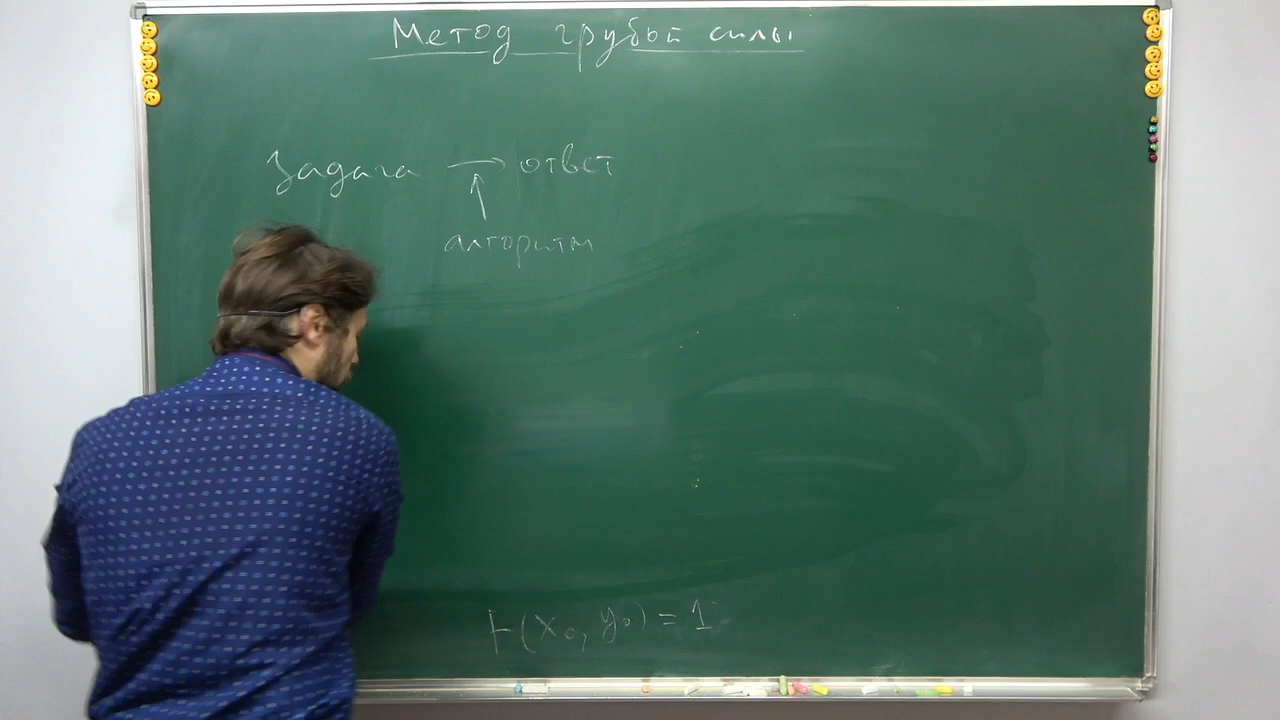 Метод грубой силы
Задача → ответ
↑
алгоритм
F(x₀, y₀) = 1